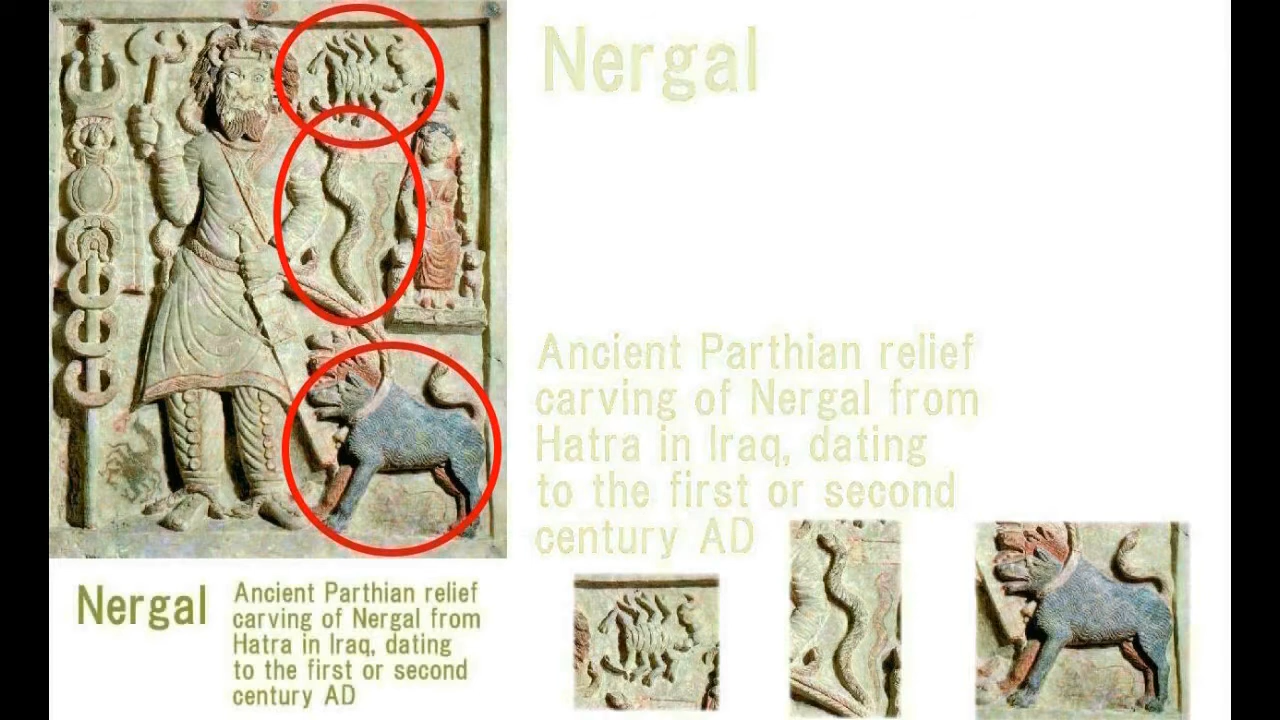 Nergal
Ancient Parthian relief
carving of Nergal from
Hatra in Iraq, dating
to the first or second
century AD
Nergal
Ancient Parthian relief
carving of Nergal from
Hatra in Iraq, dating
to the first or second
century AD